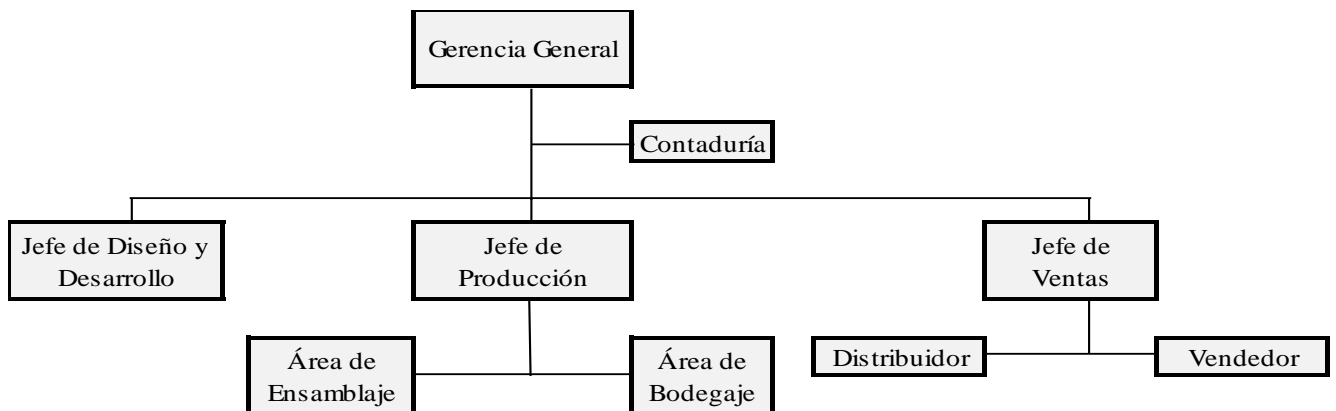 Gerencia General
Contaduría
Jefe de Diseño y
Desarrollo
Jefe de
Producción
Jefe de
Ventas
Área de
Ensamblaje
Área de
Bodegaje
Distribuidor
Vendedor